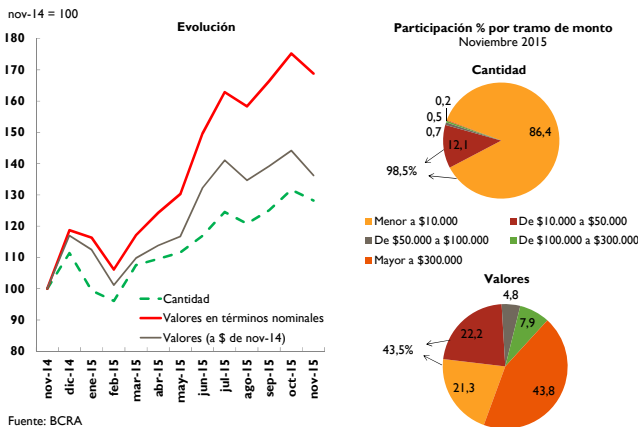 nov-14 = 100
Evolución
180
170
160
150
140
130
120
110
100
90
80
Cantidad
Valores en términos nominales
Valores (a $ de nov-14)
nov-14
dic-14
ene-15
feb-15
mar-15
abr-15
may-15
jun-15
jul-15
ago-15
sep-15
oct-15
nov-15
Fuente: BCRA
Participación % por tramo de monto
Noviembre 2015
Cantidad
0,2
0,5
0,7
86,4
12,1
98,5%
Menor a $10.000
De $10.000 a $50.000
De $50.000 a $100.000
De $100.000 a $300.000
Mayor a $300.000
Valores
4,8
7,9
22,2
43,5%
21,3
43,8